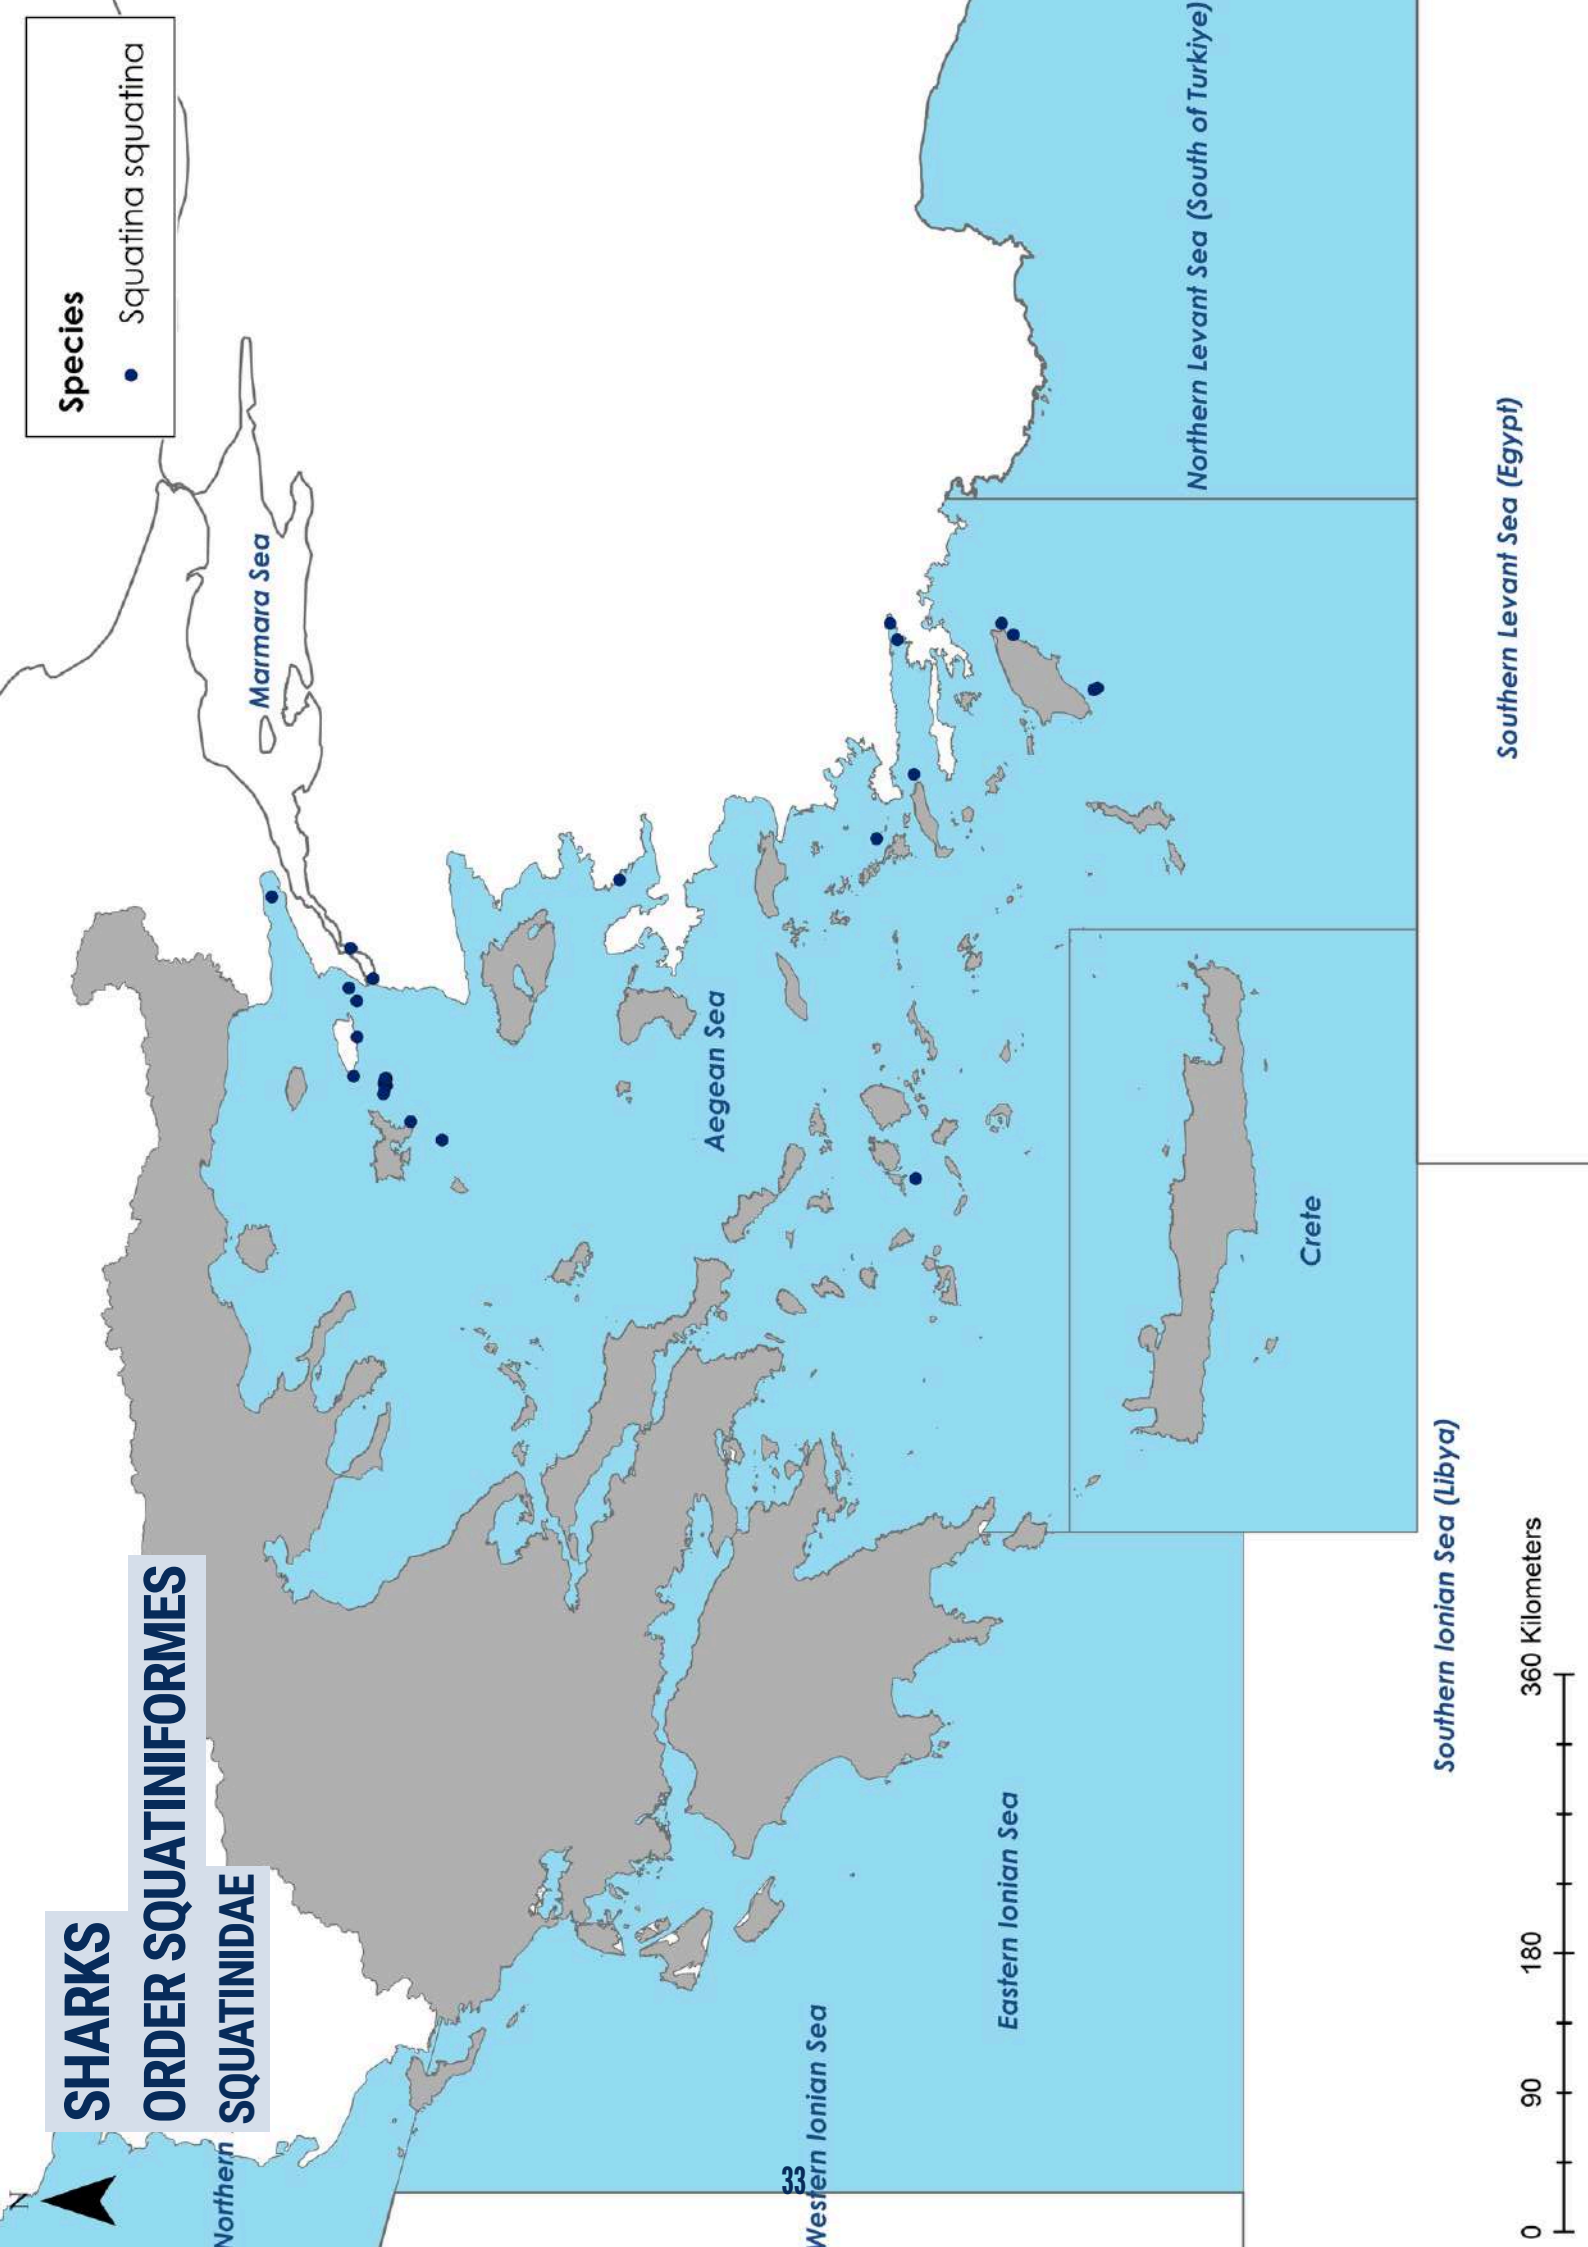 SHARKS
ORDER SQUATINIFORMES
SQUATINIDAE
N
Species
Squatina squatina
Northern
Marmara Sea
Aegean Sea
Western Ionian Sea
Eastern Ionian Sea
Northern Levant Sea (South of Turkiye)
Crete
Southern Ionian Sea (Libya)
Southern Levant Sea (Egypt)
0 90 180 360 Kilometers
33